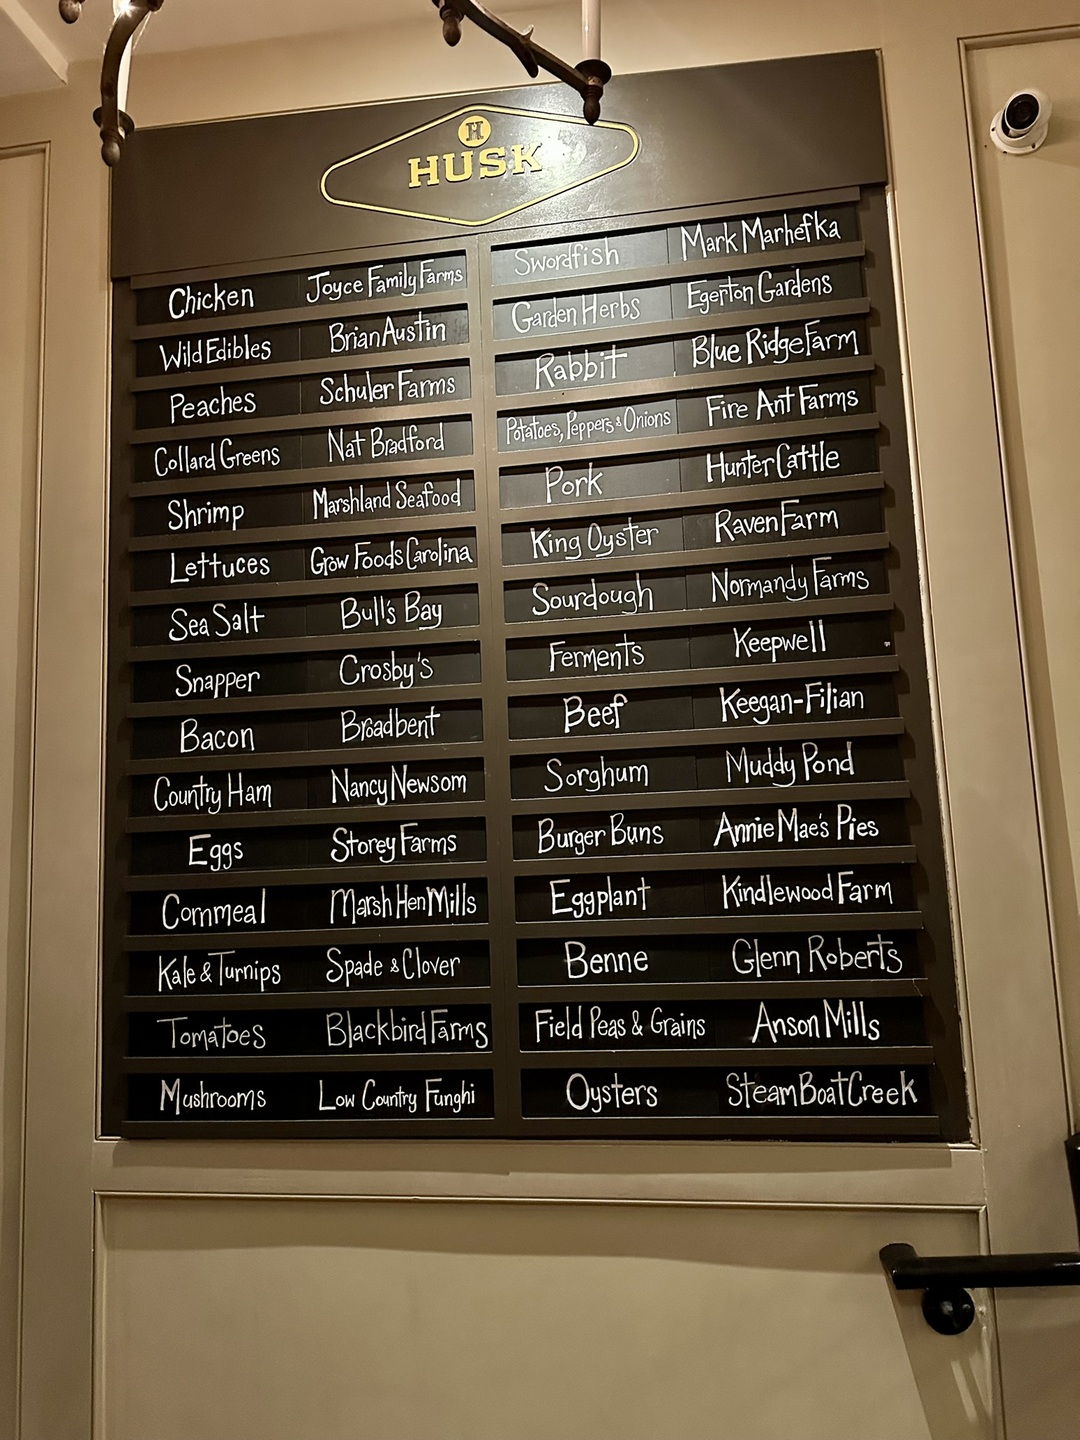 H
HUSK
Chicken Joyce Family Farms
Wild Edibles Brian Austin
Peaches Schuler Farms
Collard Greens Nat Bradford
Shrimp Marshland Seafood
Lettuces Grow Foods Carolina
Sea Salt Bull's Bay
Snapper Crosby's
Bacon Broadbent
Country Ham Nancy Newsom
Eggs Storey Farms
Cornmeal Marsh Hen Mills
Kale & Turnips Spade & Clover
Tomatoes Blackbird Farms
Mushrooms Low Country Funghi
Swordfish Mark Marhefka
Garden Herbs Egerton Gardens
Rabbit Blue Ridge Farm
Potatoes, Peppers & Onions Fire Ant Farms
Pork Hunter Cattle
King Oyster Raven Farm
Sourdough Normandy Farms
Ferments Keepwell
Beef Keegan-Filian
Sorghum Muddy Pond
Burger Buns Annie Mae's Pies
Eggplant Kindlewood Farm
Benne Glenn Roberts
Field Peas & Grains Anson Mills
Oysters Steam Boat Creek